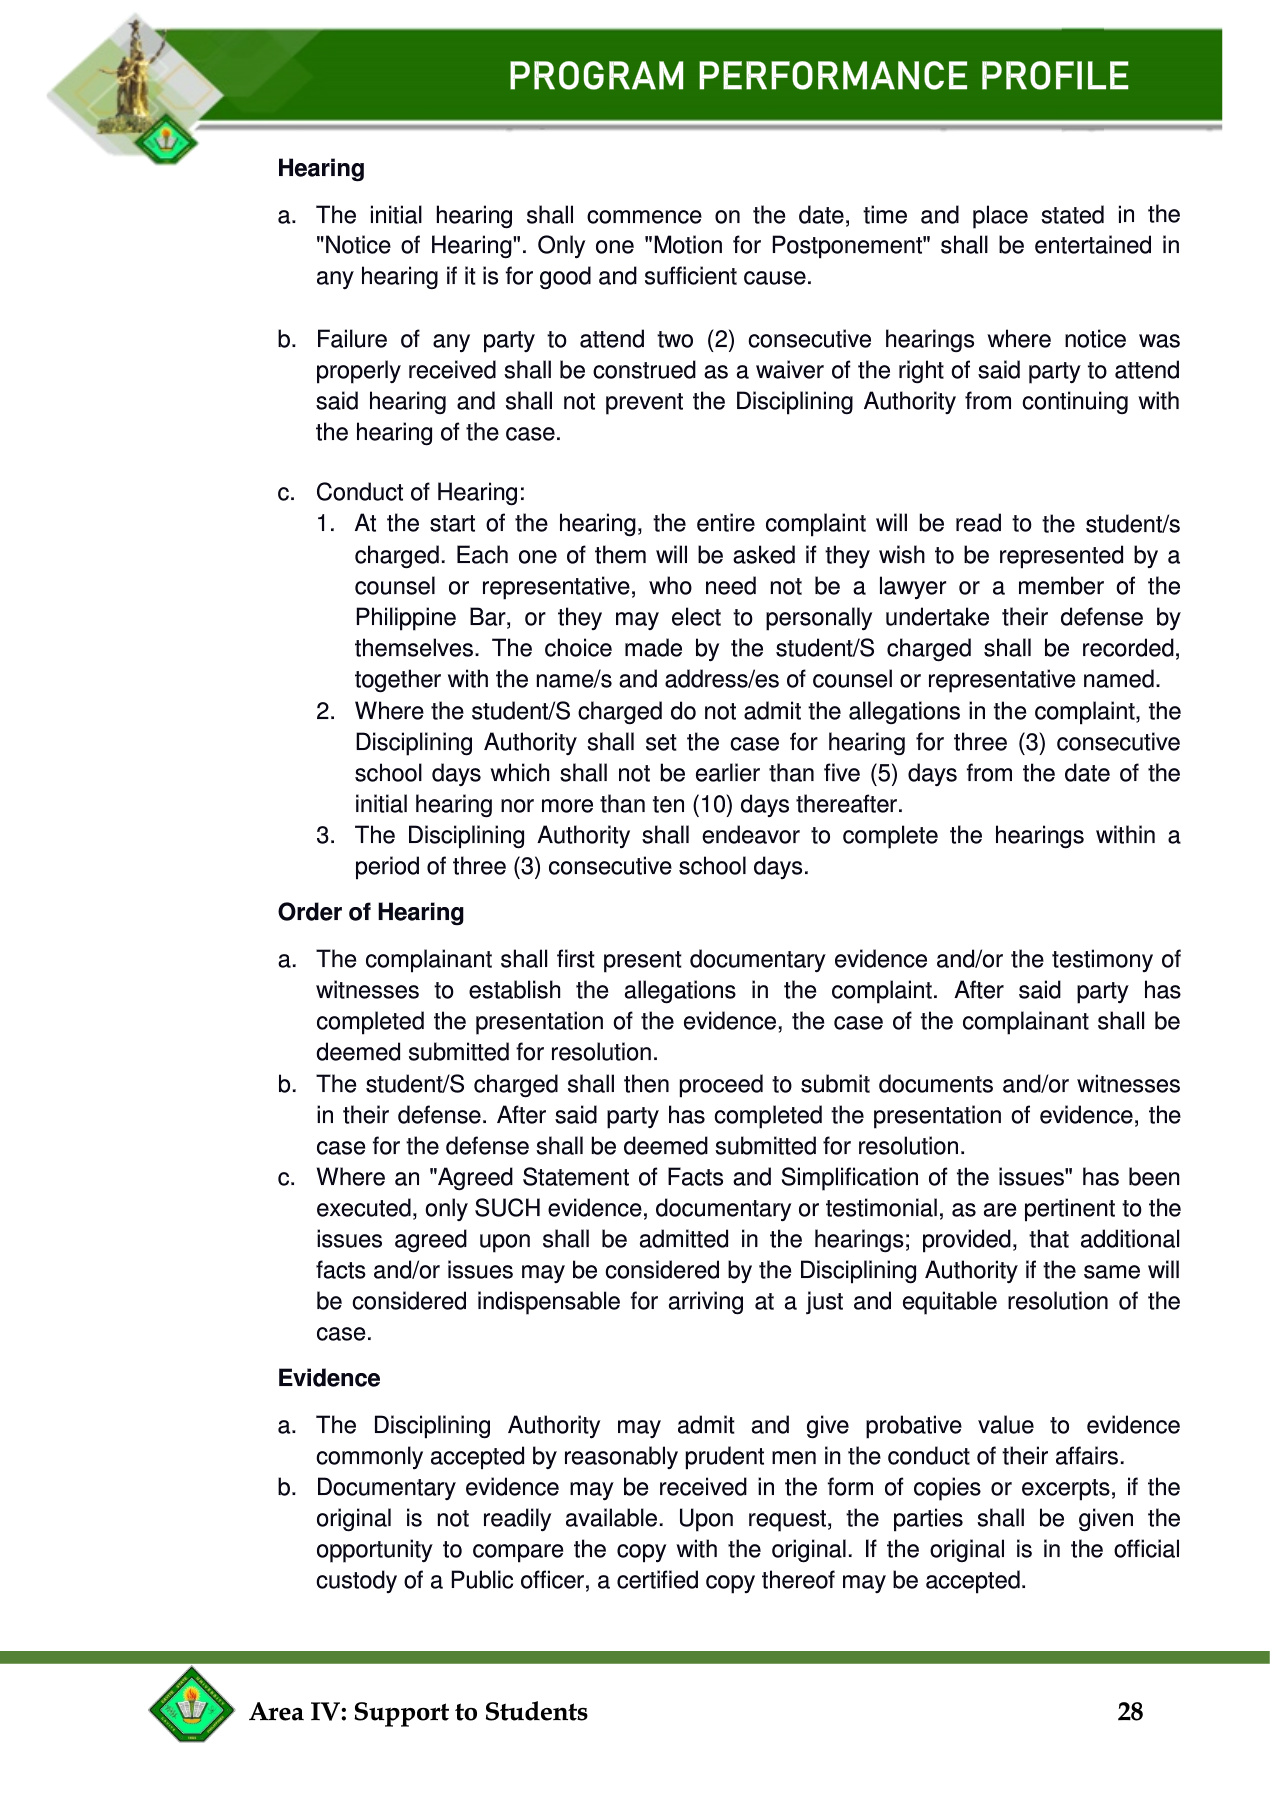 PROGRAM PERFORMANCE PROFILE
Hearing
a. The initial hearing shall commence on the date, time and place stated in the
"Notice of Hearing". Only one "Motion for Postponement" shall be entertained in
any hearing if it is for good and sufficient cause.
b. Failure of any party to attend two (2) consecutive hearings where notice was
properly received shall be construed as a waiver of the right of said party to attend
said hearing and shall not prevent the Disciplining Authority from continuing with
the hearing of the case.
c. Conduct of Hearing:
1. At the start of the hearing, the entire complaint will be read to the student/s
charged. Each one of them will be asked if they wish to be represented by a
counsel or representative, who need not be a lawyer or a member of the
Philippine Bar, or they may elect to personally undertake their defense by
themselves. The choice made by the student/S charged shall be recorded,
together with the name/s and address/es of counsel or representative named.
2. Where the student/S charged do not admit the allegations in the complaint, the
Disciplining Authority shall set the case for hearing for three (3) consecutive
school days which shall not be earlier than five (5) days from the date of the
initial hearing nor more than ten (10) days thereafter.
3. The Disciplining Authority shall endeavor to complete the hearings within a
period of three (3) consecutive school days.
Order of Hearing
a. The complainant shall first present documentary evidence and/or the testimony of
witnesses to establish the allegations in the complaint. After said party has
completed the presentation of the evidence, the case of the complainant shall be
deemed submitted for resolution.
b. The student/S charged shall then proceed to submit documents and/or witnesses
in their defense. After said party has completed the presentation of evidence, the
case for the defense shall be deemed submitted for resolution.
c. Where an "Agreed Statement of Facts and Simplification of the issues" has been
executed, only SUCH evidence, documentary or testimonial, as are pertinent to the
issues agreed upon shall be admitted in the hearings; provided, that additional
facts and/or issues may be considered by the Disciplining Authority if the same will
be considered indispensable for arriving at a just and equitable resolution of the
case.
Evidence
a. The Disciplining Authority may admit and give probative value to evidence
commonly accepted by reasonably prudent men in the conduct of their affairs.
b. Documentary evidence may be received in the form of copies or excerpts, if the
original is not readily available. Upon request, the parties shall be given the
opportunity to compare the copy with the original. If the original is in the official
custody of a Public officer, a certified copy thereof may be accepted.
Area IV: Support to Students 28